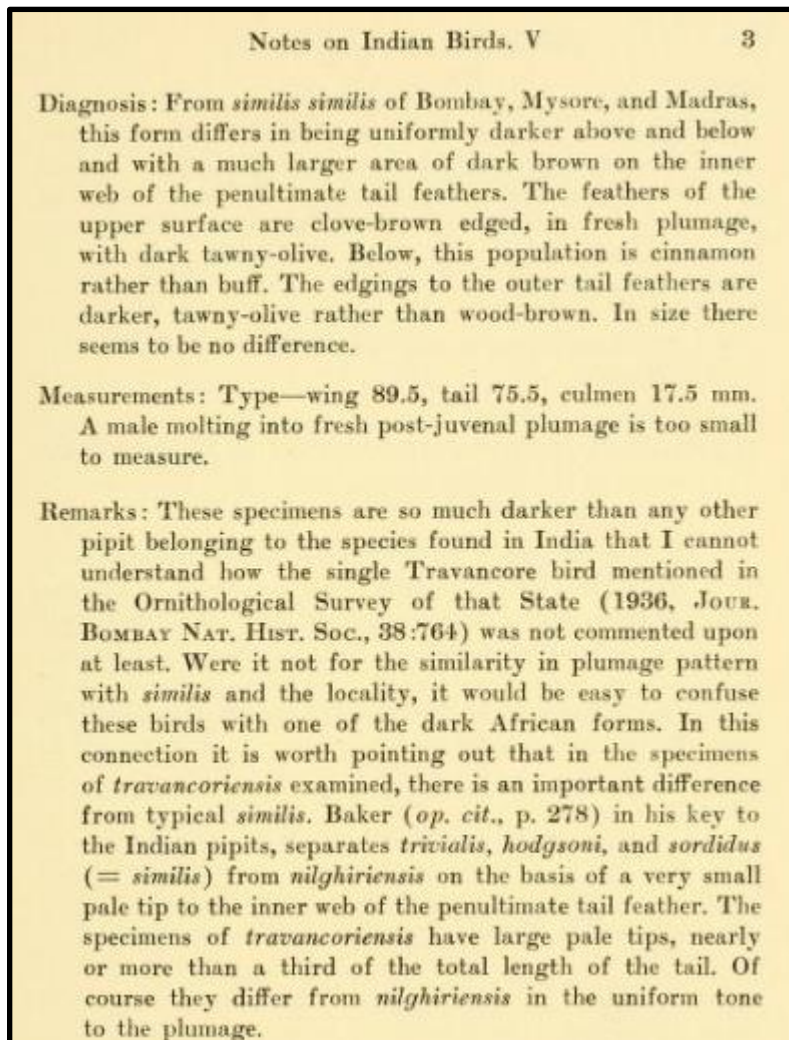 Notes on Indian Birds. V 3
Diagnosis: From similis similis of Bombay, Mysore, and Madras,
this form differs in being uniformly darker above and below
and with a much larger area of dark brown on the inner
web of the penultimate tail feathers. The feathers of the
upper surface are clove-brown edged, in fresh plumage,
with dark tawny-olive. Below, this population is cinnamon
rather than buff. The edgings to the outer tail feathers are
darker, tawny-olive rather than wood-brown. In size there
seems to be no difference.
Measurements: Type—wing 89.5, tail 75.5, culmen 17.5 mm.
A male molting into fresh post-juvenal plumage is too small
to measure.
Remarks: These specimens are so much darker than any other
pipit belonging to the species found in India that I cannot
understand how the single Travancore bird mentioned in
the Ornithological Survey of that State (1936, JOUR.
BOMBAY NAT. HIST. SOC., 38:764) was not commented upon
at least. Were it not for the similarity in plumage pattern
with similis and the locality, it would be easy to confuse
these birds with one of the dark African forms. In this
connection it is worth pointing out that in the specimens
of travancoriensis examined, there is an important difference
from typical similis. Baker (op. cit., p. 278) in his key to
the Indian pipits, separates trivialis, hodgsoni, and sordidus
(= similis) from nilghiriensis on the basis of a very small
pale tip to the inner web of the penultimate tail feather. The
specimens of travancoriensis have large pale tips, nearly
or more than a third of the total length of the tail. Of
course they differ from nilghiriensis in the uniform tone
to the plumage.